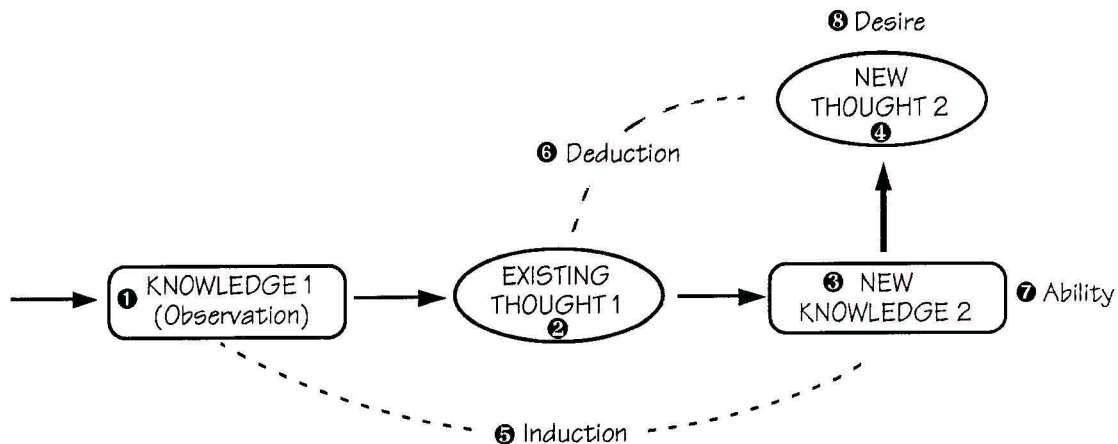 ❽ Desire
NEW
THOUGHT 2
❹
❻ Deduction
❶ KNOWLEDGE 1
(Observation)
EXISTING
THOUGHT 1
❷
❸ NEW
KNOWLEDGE 2
❼ Ability
❺ Induction